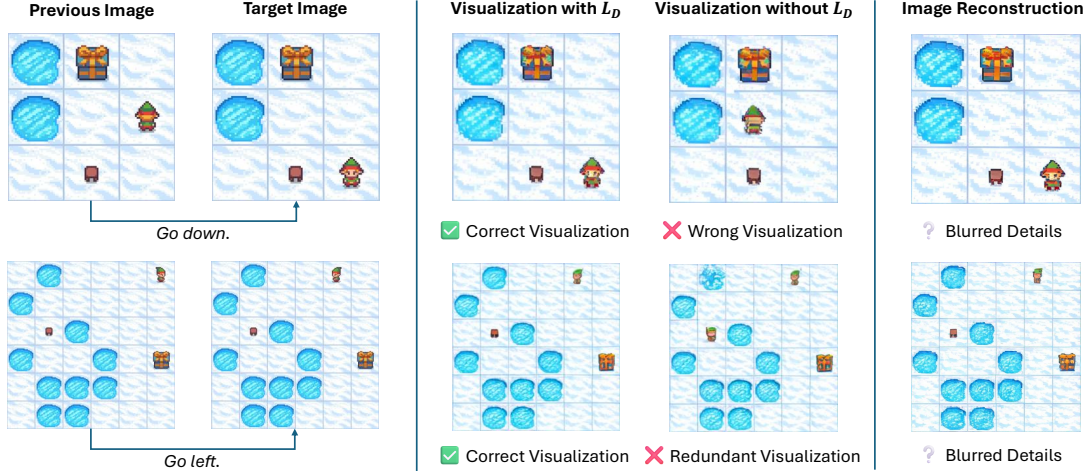 Previous Image
Target Image
Visualization with L_D
Visualization without L_D
Image Reconstruction
Go down.
✅ Correct Visualization
❌ Wrong Visualization
? Blurred Details
Go left.
✅ Correct Visualization
❌ Redundant Visualization
? Blurred Details